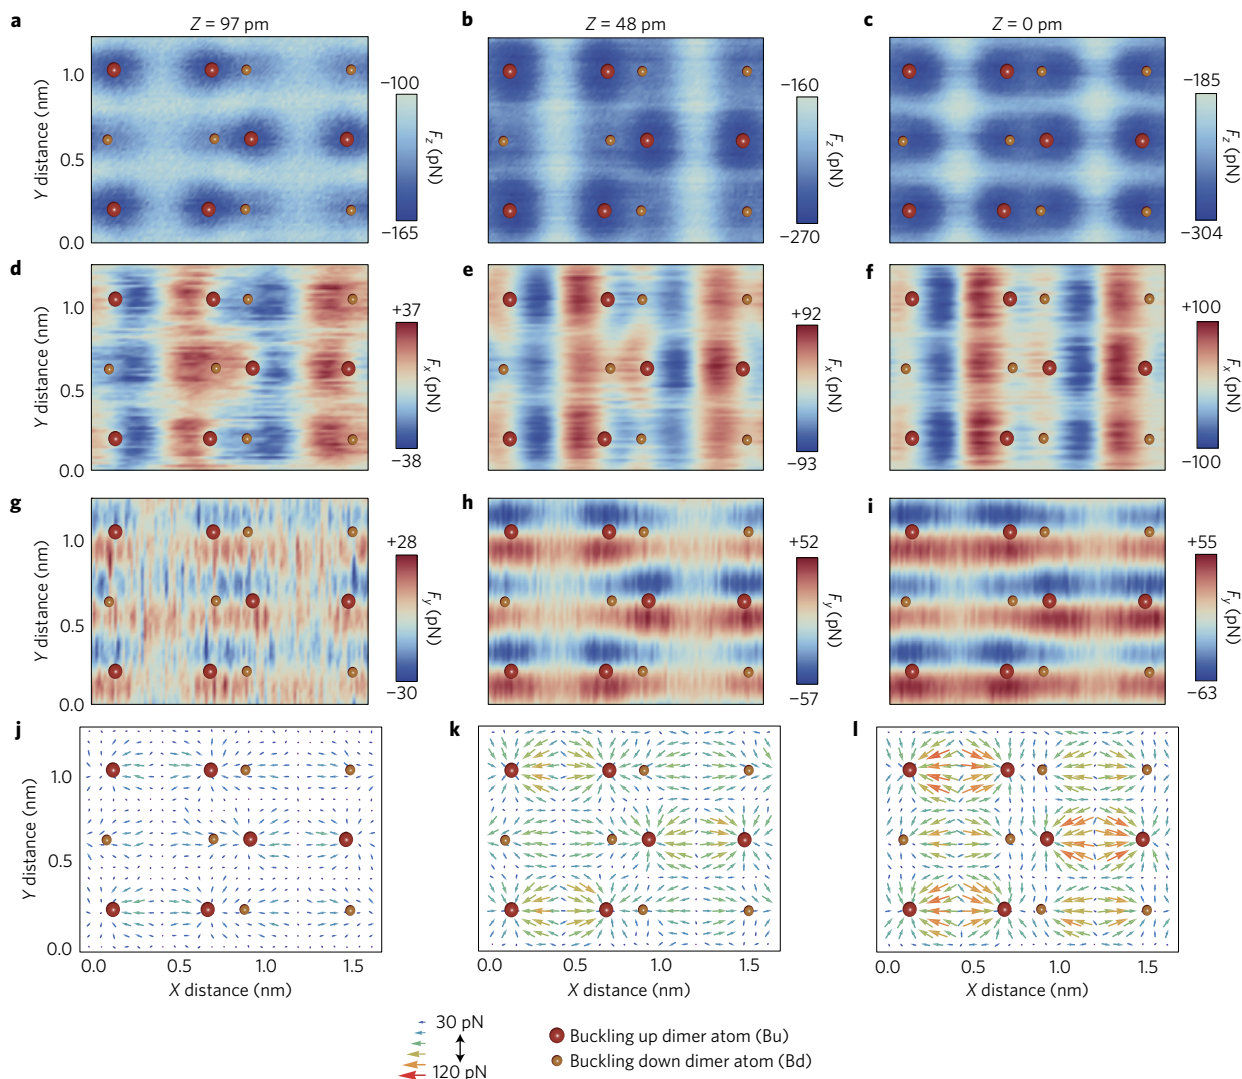 a Z = 97 pm b Z = 48 pm c Z = 0 pm
Y distance (nm)
1.0
0.5
0.0
−100
Fz (pN)
−165
−160
Fz (pN)
−270
−185
Fz (pN)
−304
d e f
Y distance (nm)
1.0
0.5
0.0
+37
Fx (pN)
−38
+92
Fx (pN)
−93
+100
Fx (pN)
−100
g h i
Y distance (nm)
1.0
0.5
0.0
+28
Fy (pN)
−30
+52
Fy (pN)
−57
+55
Fy (pN)
−63
j k l
Y distance (nm)
1.0
0.5
0.0
0.0 0.5 1.0 1.5
X distance (nm)
0.0 0.5 1.0 1.5
X distance (nm)
0.0 0.5 1.0 1.5
X distance (nm)
30 pN
120 pN
Buckling up dimer atom (Bu)
Buckling down dimer atom (Bd)